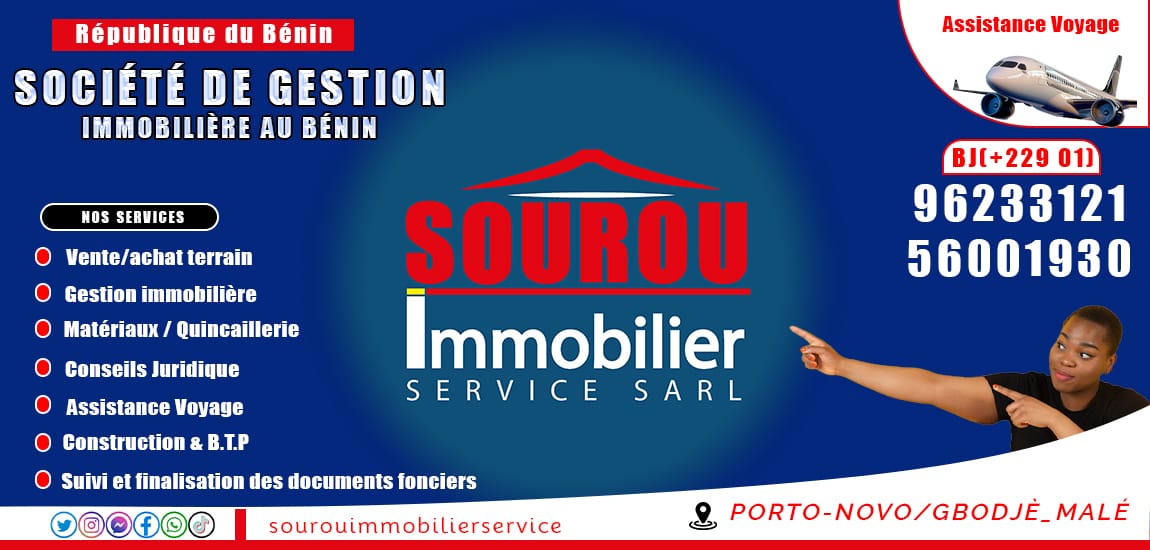 République du Bénin
SOCIÉTÉ DE GESTION
IMMOBILIÈRE AU BÉNIN
NOS SERVICES
Vente/achat terrain
Gestion immobilière
Matériaux / Quincaillerie
Conseils Juridique
Assistance Voyage
Construction & B.T.P
Suivi et finalisation des documents fonciers
SOUROU
Immobilier
SERVICE SARL
Assistance Voyage
BJ(+229 01)
96233121
56001930
sourouimmobilierservice
PORTO-NOVO/GBODJÈ_MALÉ